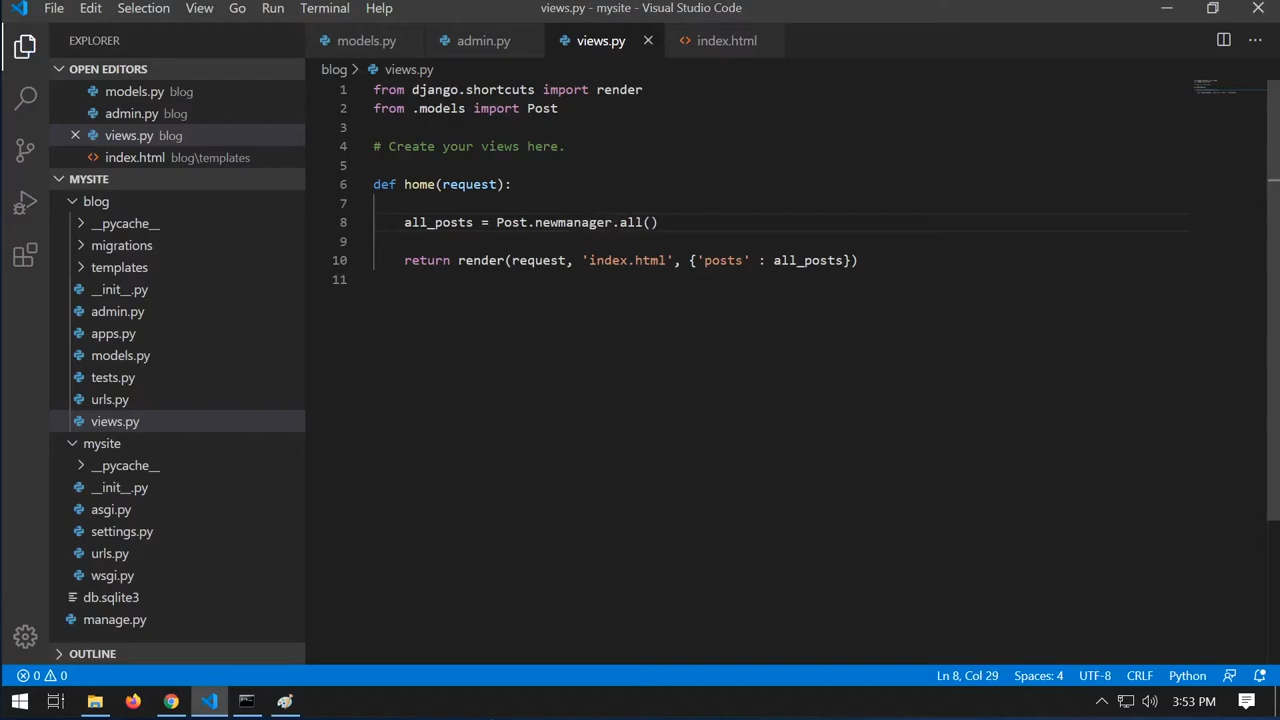 File Edit Selection View Go Run Terminal Help views.py - mysite - Visual Studio Code
EXPLORER
models.py admin.py views.py index.html
OPEN EDITORS
models.py blog
admin.py blog
views.py blog
index.html blog\templates
MYSITE
blog
__pycache__
migrations
templates
__init__.py
admin.py
apps.py
models.py
tests.py
urls.py
views.py
mysite
__pycache__
__init__.py
asgi.py
settings.py
urls.py
wsgi.py
db.sqlite3
manage.py
OUTLINE
blog > views.py
1 from django.shortcuts import render
2 from .models import Post
3
4 # Create your views here.
5
6 def home(request):
7
8 all_posts = Post.newmanager.all()
9
10 return render(request, 'index.html', {'posts' : all_posts})
11
0 0 Ln 8, Col 29 Spaces: 4 UTF-8 CRLF Python
3:53 PM